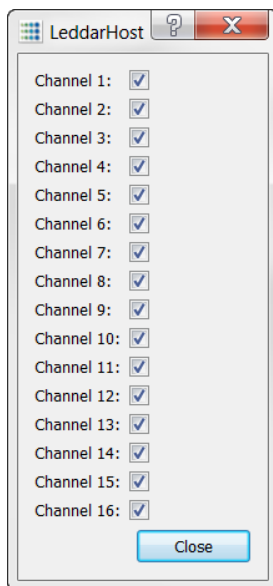 LeddarHost
Channel 1:
Channel 2:
Channel 3:
Channel 4:
Channel 5:
Channel 6:
Channel 7:
Channel 8:
Channel 9:
Channel 10:
Channel 11:
Channel 12:
Channel 13:
Channel 14:
Channel 15:
Channel 16:
Close